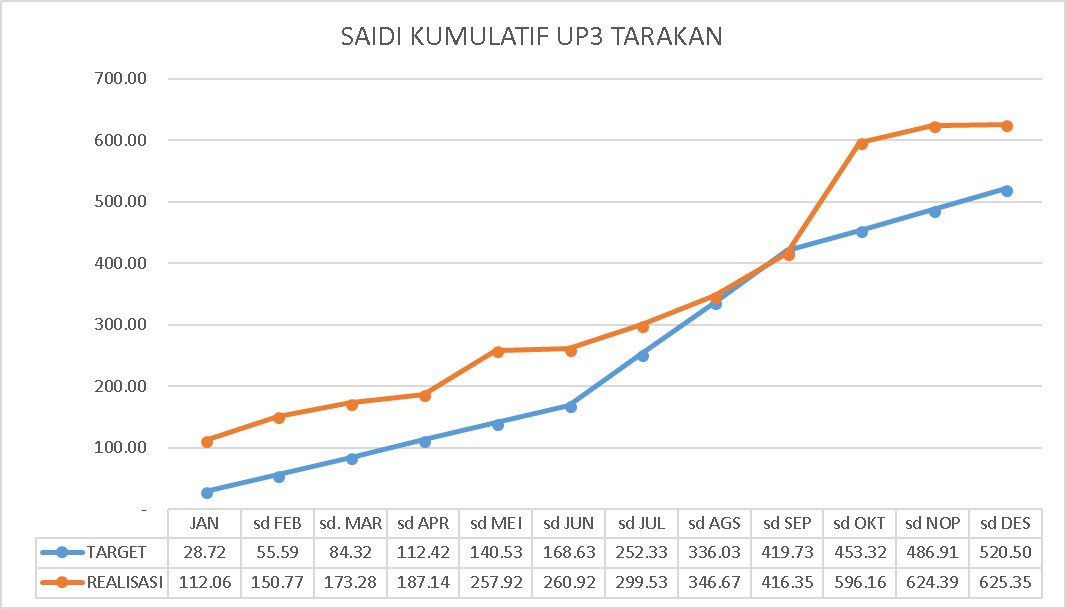 SAIDI KUMULATIF UP3 TARAKAN
700.00
600.00
500.00
400.00
300.00
200.00
100.00
-
JAN sd FEB sd. MAR sd APR sd MEI sd JUN sd JUL sd AGS sd SEP sd OKT sd NOP sd DES
TARGET 28.72 55.59 84.32 112.42 140.53 168.63 252.33 336.03 419.73 453.32 486.91 520.50
REALISASI 112.06 150.77 173.28 187.14 257.92 260.92 299.53 346.67 416.35 596.16 624.39 625.35